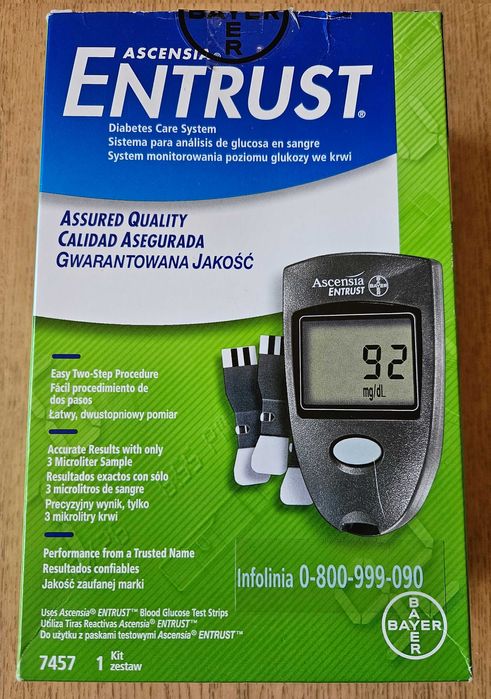 BAYER
BAYER
ASCENSIA®
ENTRUST®
Diabetes Care System
Sistema para análisis de glucosa en sangre
System monitorowania poziomu glukozy we krwi
ASSURED QUALITY
CALIDAD ASEGURADA
GWARANTOWANA JAKOŚĆ
Ascensia
ENTRUST
BAYER
BAYER
92
mg/dL
Easy Two-Step Procedure
Fácil procedimiento de
dos pasos
Łatwy, dwustopniowy pomiar
Accurate Results with only
3 Microliter Sample
Resultados exactos con sólo
3 microlitros de sangre
Precyzyjny wynik, tylko
3 mikrolitry krwi
Performance from a Trusted Name
Resultados confiables
Jakość zaufanej marki
Infolinia 0-800-999-090
Uses Ascensia® ENTRUST™ Blood Glucose Test Strips
Utiliza Tiras Reactivas Ascensia® ENTRUST™
Do użytku z paskami testowymi Ascensia® ENTRUST™
7457 1 Kit
zestaw
BAYER
BAYER